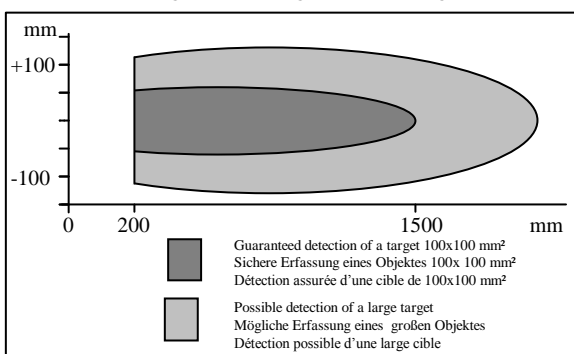 mm
+100
-100
0 200 1500 mm
Guaranteed detection of a target 100x100 mm²
Sichere Erfassung eines Objektes 100x 100 mm²
Détection assurée d'une cible de 100x100 mm²
Possible detection of a large target
Mögliche Erfassung eines großen Objektes
Détection possible d'une large cible